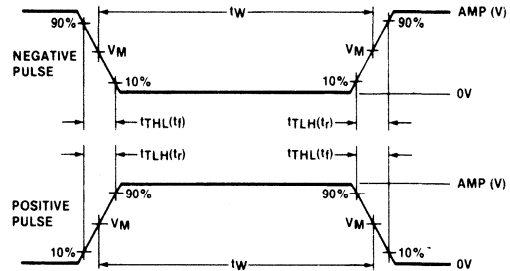 tW
90% 90% AMP (V)
NEGATIVE PULSE VM VM
10% 10%
0V
tTHL(tf) tTLH(tr)
tTLH(tr) tTHL(tf)
AMP (V)
90% 90%
POSITIVE PULSE VM VM
10% 10%
0V
tW